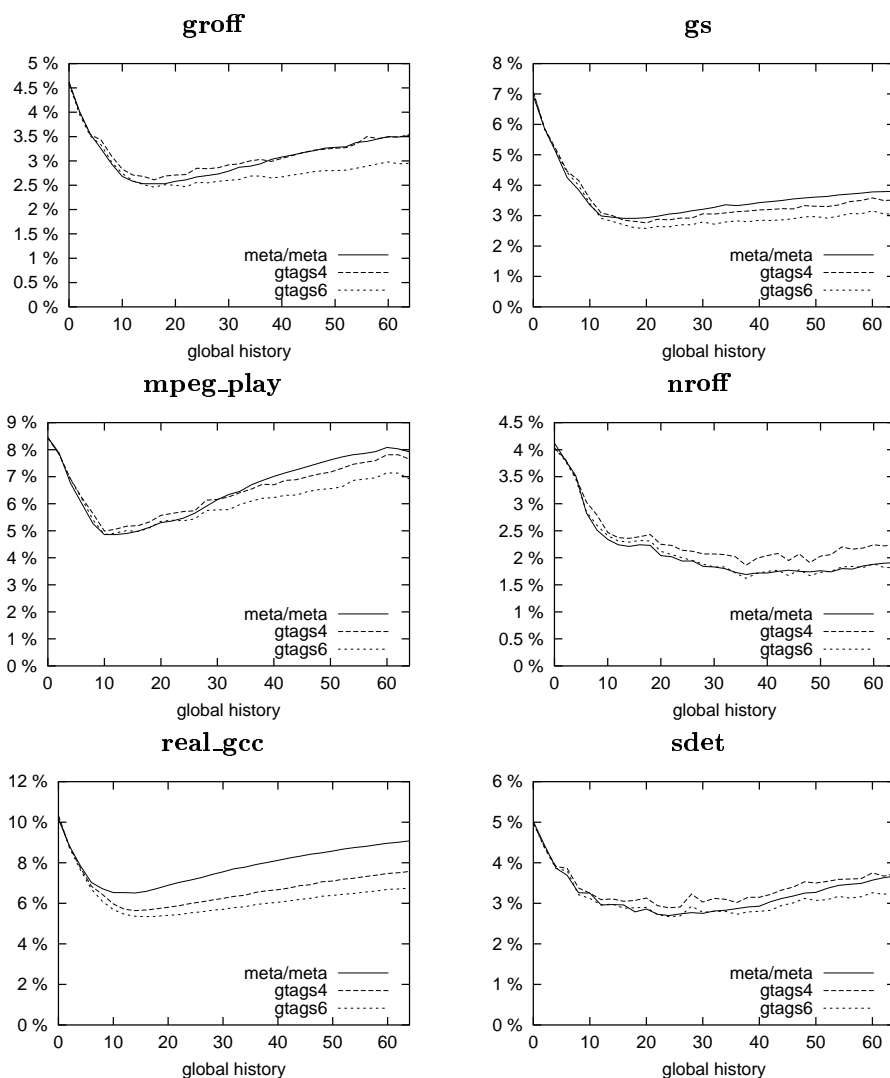 groff
5 %
4.5 %
4 %
3.5 %
3 %
2.5 %
2 %
1.5 %
1 %
0.5 %
0 %
meta/meta
gtags4
gtags6
0 10 20 30 40 50 60
global history
gs
8 %
7 %
6 %
5 %
4 %
3 %
2 %
1 %
0 %
meta/meta
gtags4
gtags6
0 10 20 30 40 50 60
global history
mpeg_play
9 %
8 %
7 %
6 %
5 %
4 %
3 %
2 %
1 %
0 %
meta/meta
gtags4
gtags6
0 10 20 30 40 50 60
global history
nroff
4.5 %
4 %
3.5 %
3 %
2.5 %
2 %
1.5 %
1 %
0.5 %
0 %
meta/meta
gtags4
gtags6
0 10 20 30 40 50 60
global history
real_gcc
12 %
10 %
8 %
6 %
4 %
2 %
0 %
meta/meta
gtags4
gtags6
0 10 20 30 40 50 60
global history
sdet
6 %
5 %
4 %
3 %
2 %
1 %
0 %
meta/meta
gtags4
gtags6
0 10 20 30 40 50 60
global history